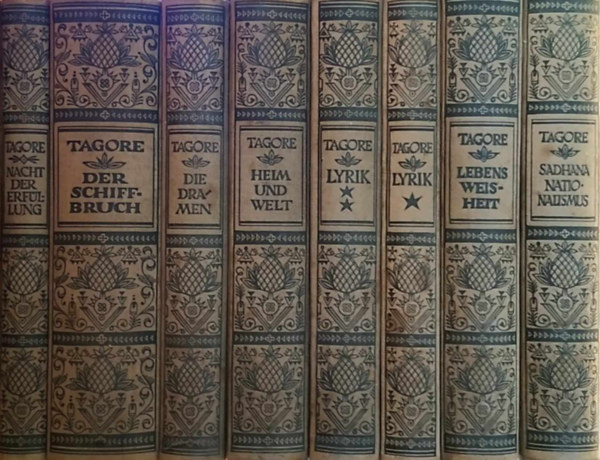 TAGORE
NACHT
DER
ERFÜL-
LUNG
TAGORE
DER
SCHIFF-
BRUCH
TAGORE
DIE
DRA-
MEN
TAGORE
HEIM
UND
WELT
TAGORE
LYRIK
TAGORE
LYRIK
TAGORE
LEBENS
WEIS-
HEIT
TAGORE
SADHANA
NATIO-
NALISMUS